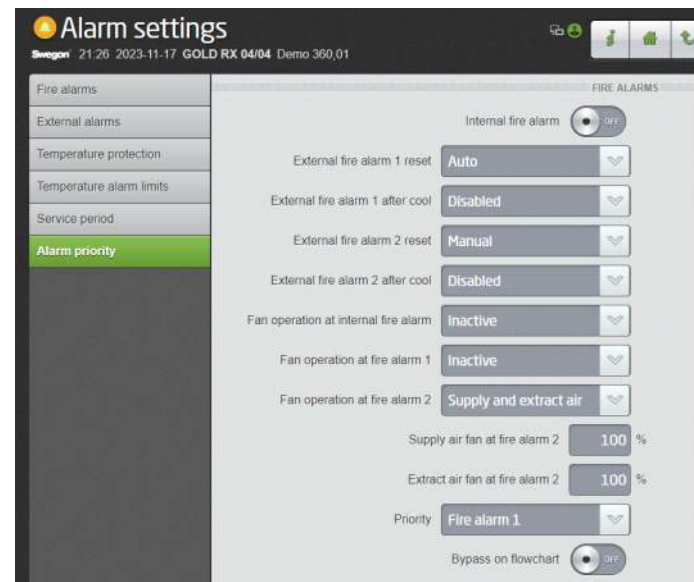 Alarm settings
Swegon 21:26 2023-11-17 GOLD RX 04/04 Demo 360,01
Fire alarms
External alarms
Temperature protection
Temperature alarm limits
Service period
Alarm priority
FIRE ALARMS
Internal fire alarm OFF
External fire alarm 1 reset Auto
External fire alarm 1 after cool Disabled
External fire alarm 2 reset Manual
External fire alarm 2 after cool Disabled
Fan operation at internal fire alarm Inactive
Fan operation at fire alarm 1 Inactive
Fan operation at fire alarm 2 Supply and extract air
Supply air fan at fire alarm 2 100 %
Extract air fan at fire alarm 2 100 %
Priority Fire alarm 1
Bypass on flowchart OFF